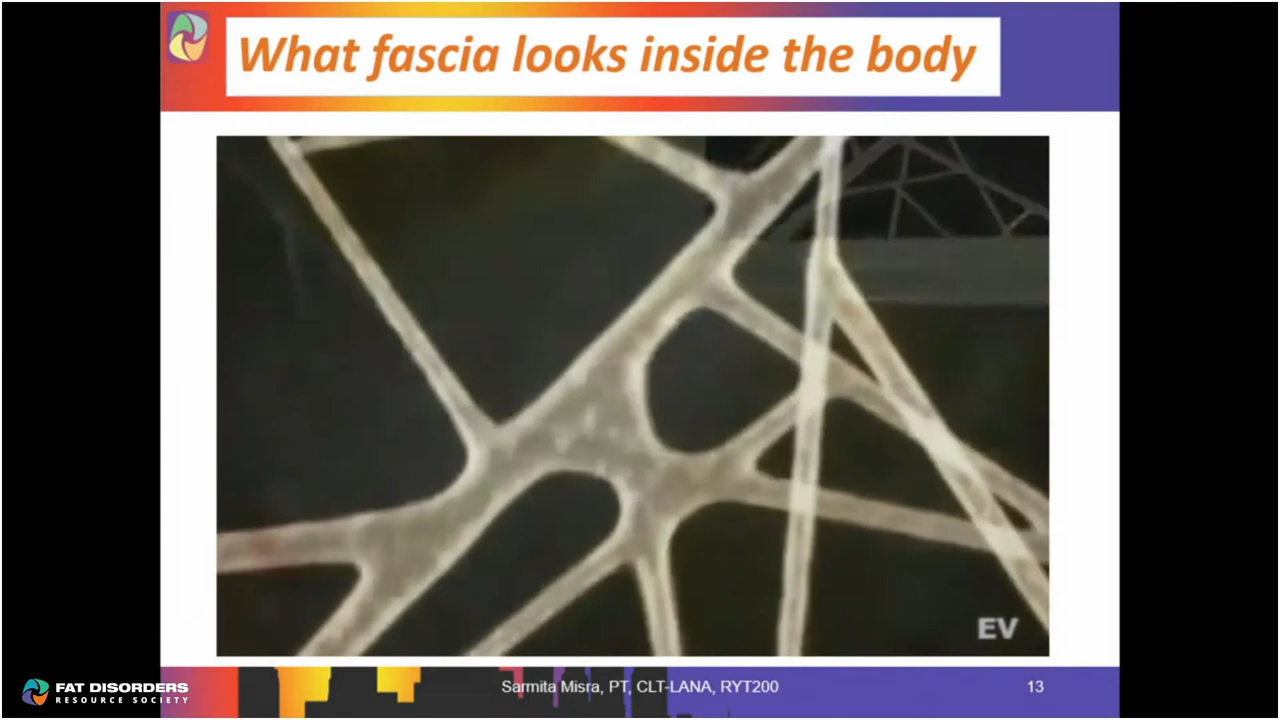 What fascia looks inside the body
EV
FAT DISORDERS
RESOURCE SOCIETY
Sarmita Misra, PT, CLT-LANA, RYT200
13